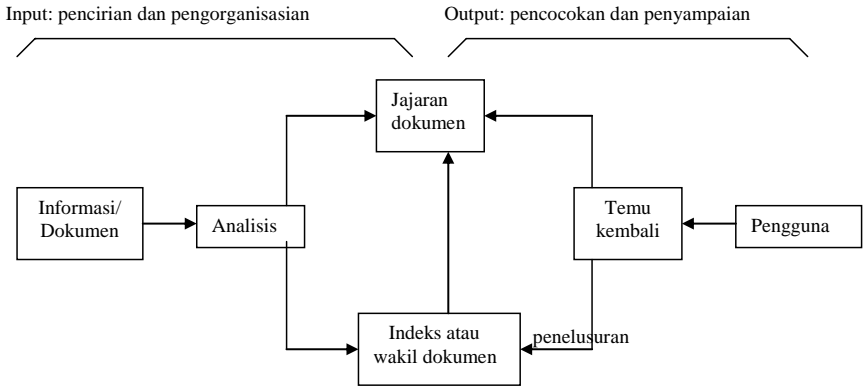 Input: pencirian dan pengorganisasian
Output: pencocokan dan penyampaian
Jajaran
dokumen
Informasi/
Dokumen
Analisis
Temu
kembali
Pengguna
Indeks atau
wakil dokumen
penelusuran